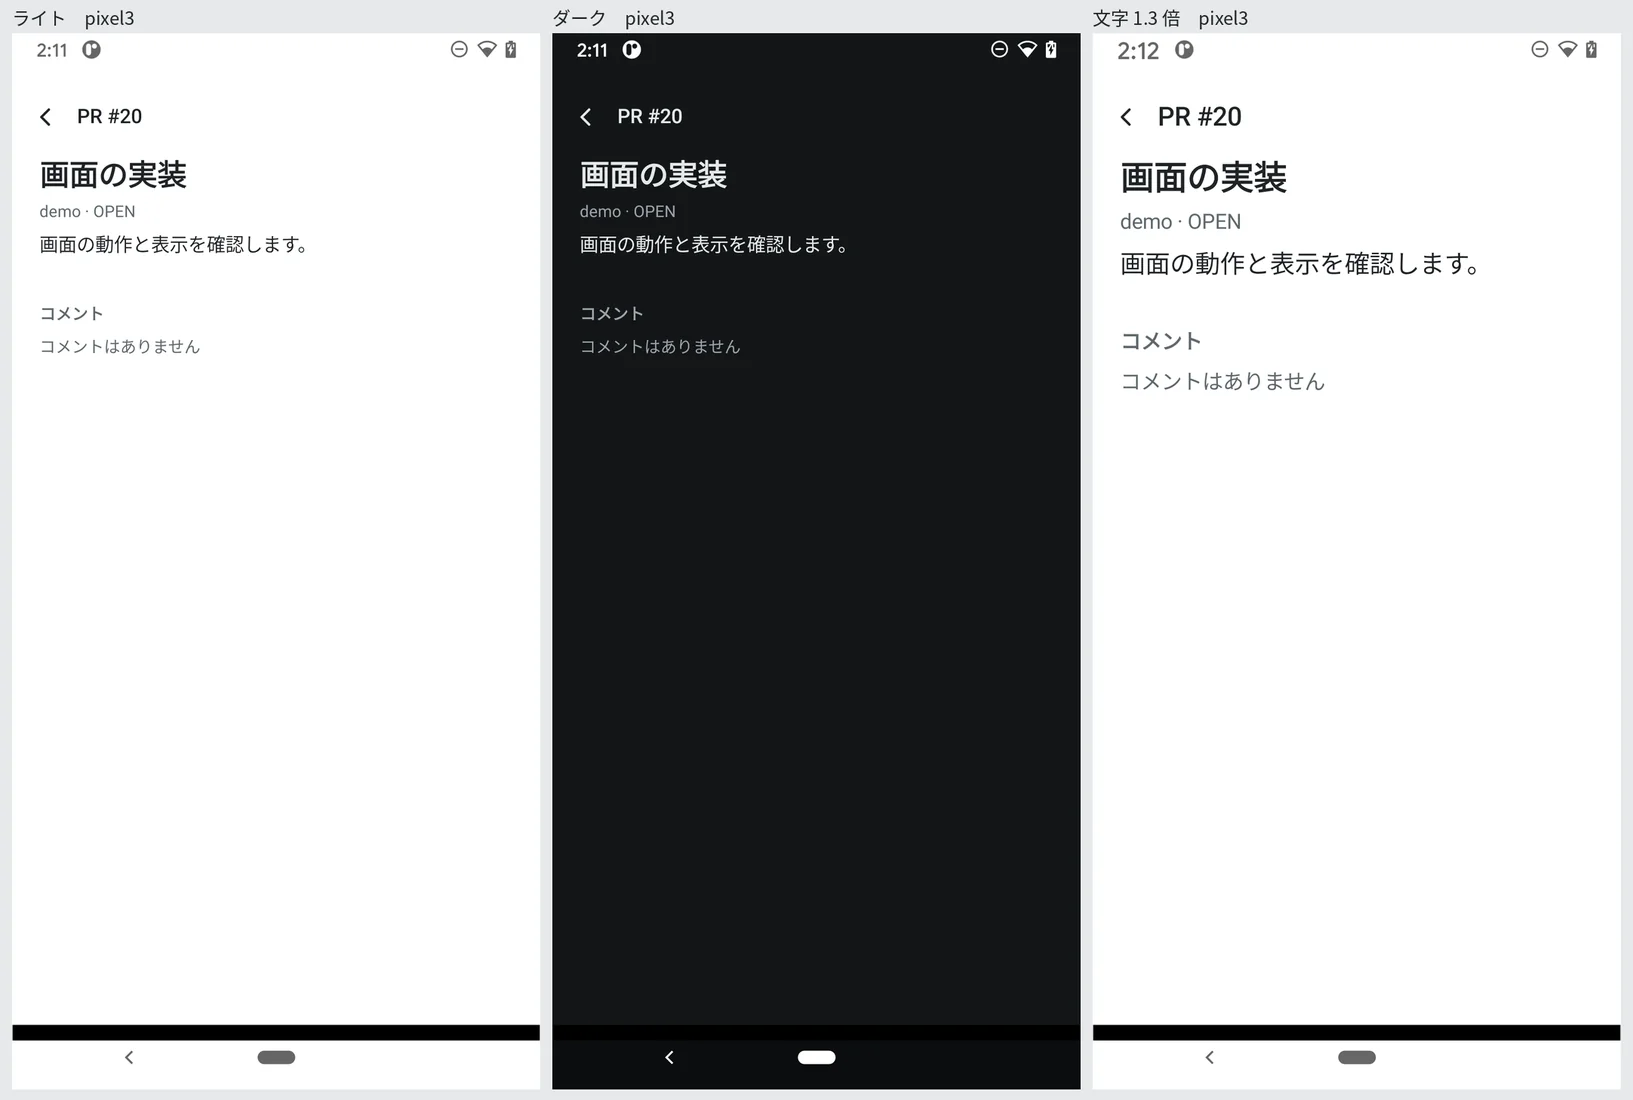 ライト pixel3
2:11
PR #20
画面の実装
demo · OPEN
画面の動作と表示を確認します。
コメント
コメントはありません
ダーク pixel3
2:11
PR #20
画面の実装
demo · OPEN
画面の動作と表示を確認します。
コメント
コメントはありません
文字 1.3 倍 pixel3
2:12
PR #20
画面の実装
demo · OPEN
画面の動作と表示を確認します。
コメント
コメントはありません